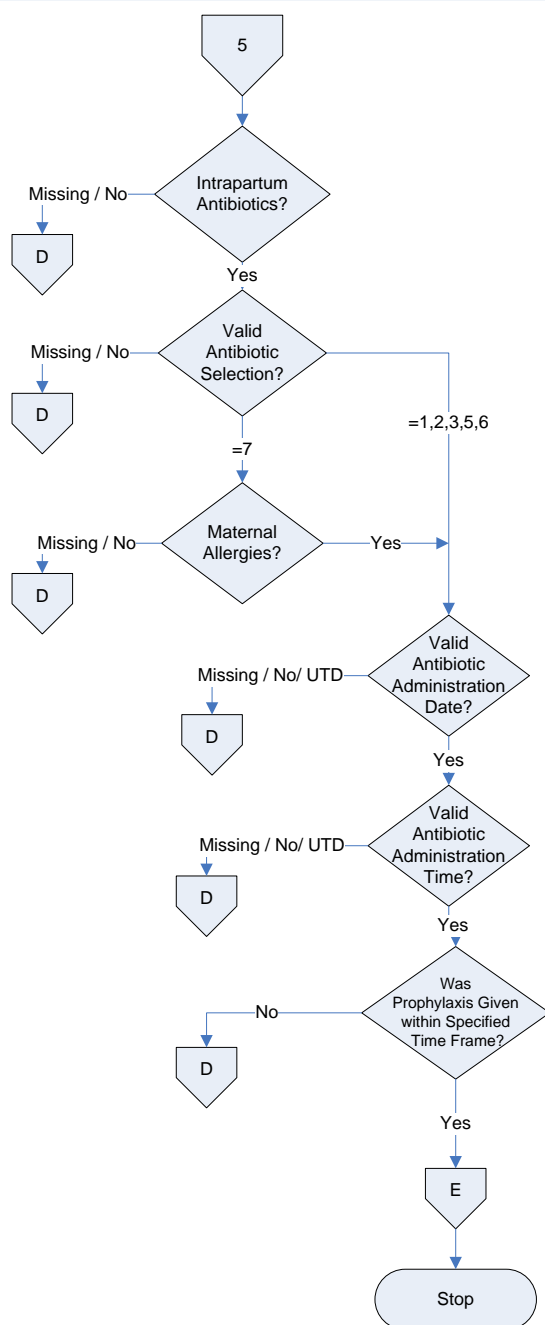 5
Intrapartum
Antibiotics?
Missing / No
D
Yes
Valid
Antibiotic
Selection?
Missing / No
D
=1,2,3,5,6
=7
Maternal
Allergies?
Missing / No
Yes
D
Valid
Antibiotic
Administration
Date?
Missing / No/ UTD
D
Yes
Valid
Antibiotic
Administration
Time?
Missing / No/ UTD
D
Yes
Was
Prophylaxis Given
within Specified
Time Frame?
No
D
Yes
E
Stop